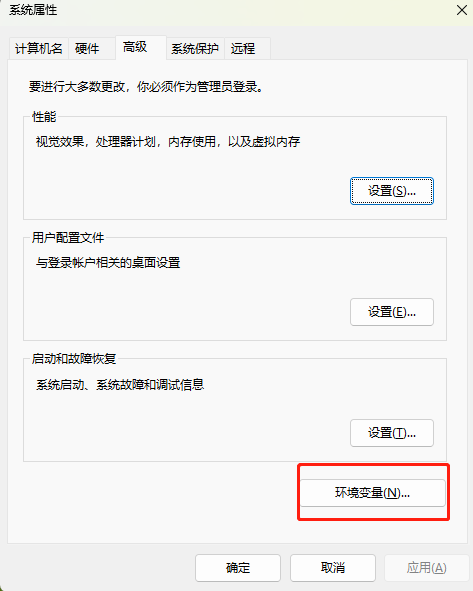 系统属性
计算机名 硬件 高级 系统保护 远程
要进行大多数更改，你必须作为管理员登录。
性能
视觉效果，处理器计划，内存使用，以及虚拟内存
设置(S)...
用户配置文件
与登录帐户相关的桌面设置
设置(E)...
启动和故障恢复
系统启动、系统故障和调试信息
设置(T)...
环境变量(N)...
确定 取消 应用(A)